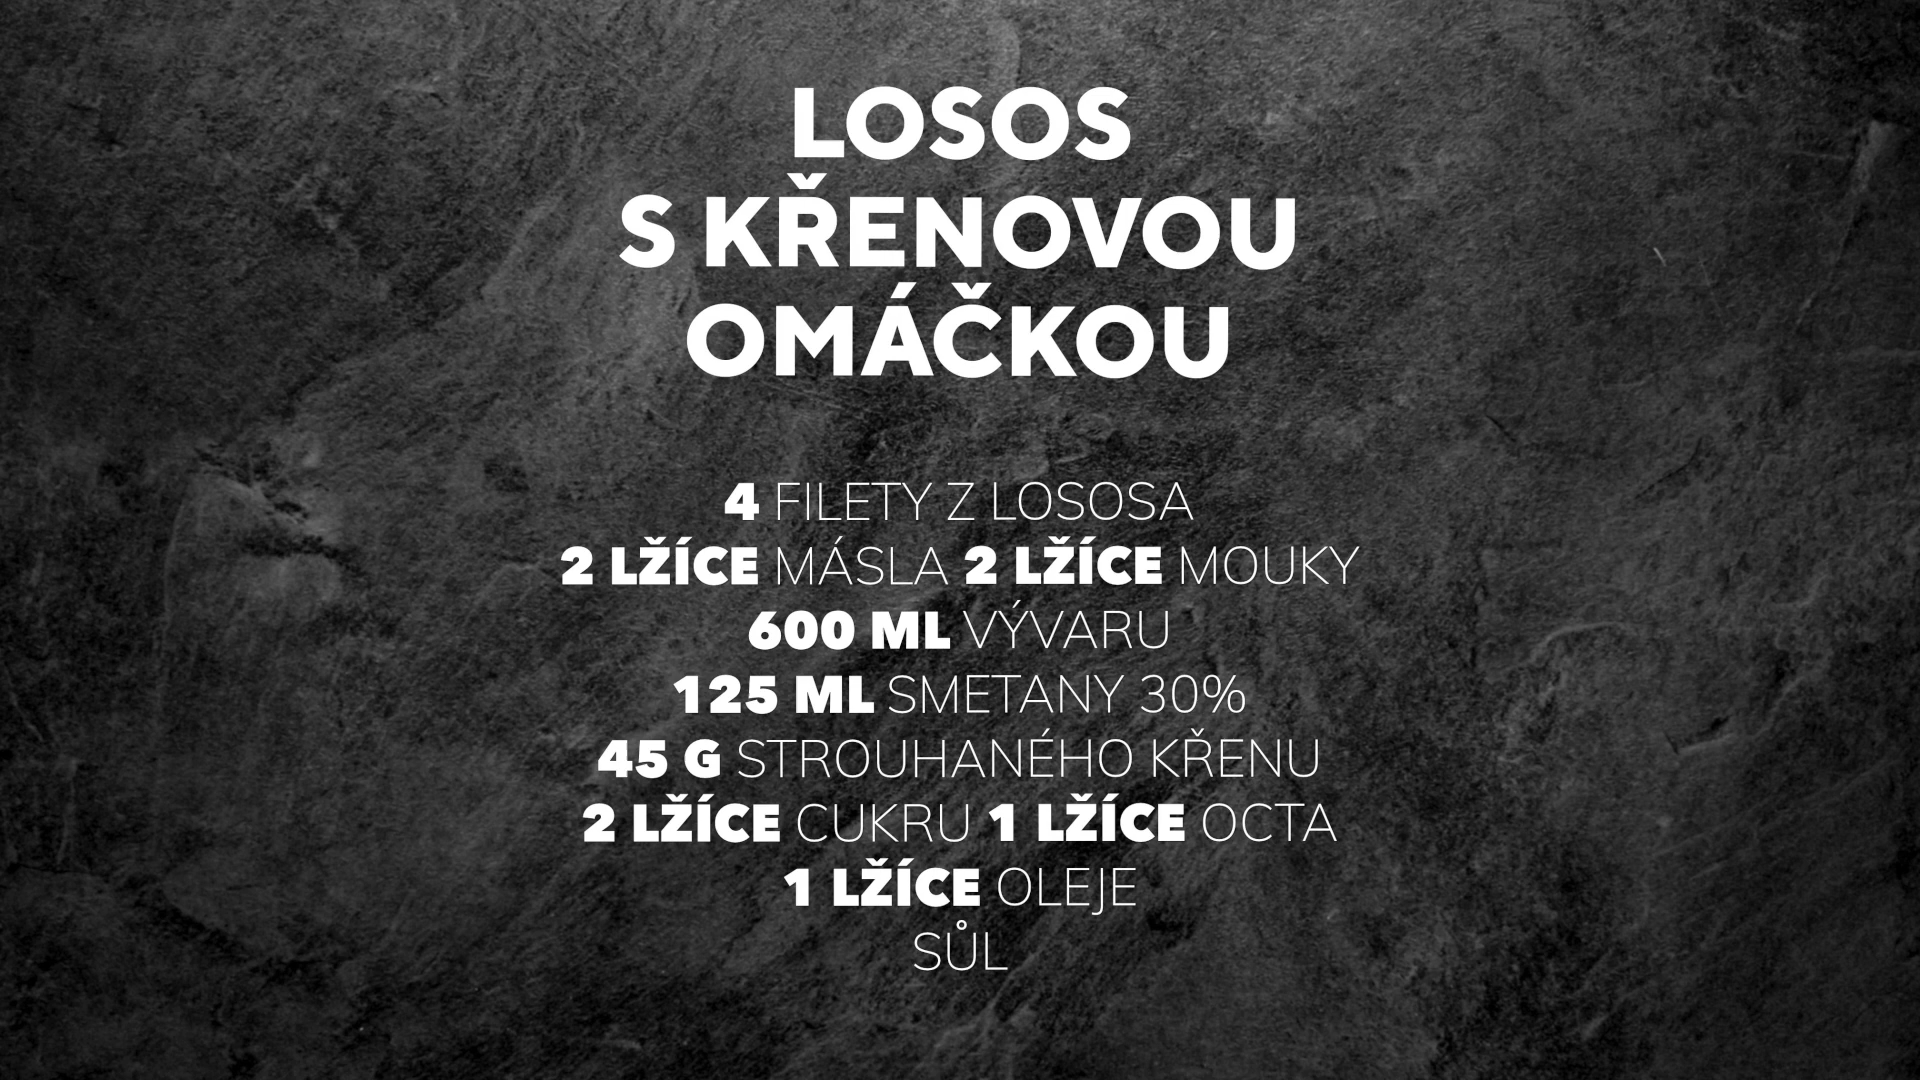 LOSOS
S KŘENOVOU
OMÁČKOU
4 FILETY Z LOSOSA
2 LŽÍCE MÁSLA 2 LŽÍCE MOUKY
600 ML VÝVARU
125 ML SMETANY 30%
45 G STROUHANÉHO KŘENU
2 LŽÍCE CUKRU 1 LŽÍCE OCTA
1 LŽÍCE OLEJE
SŮL